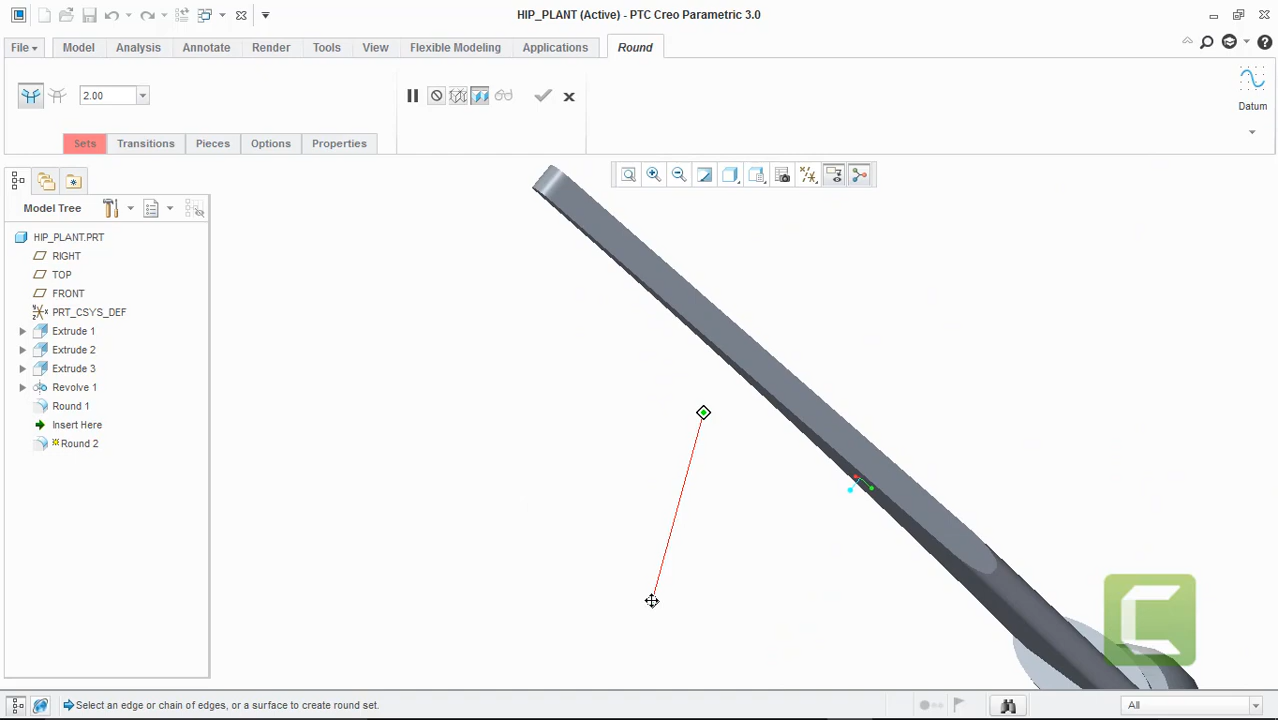 HIP_PLANT (Active) - PTC Creo Parametric 3.0
File Model Analysis Annotate Render Tools View Flexible Modeling Applications Round
2.00
Datum
Sets Transitions Pieces Options Properties
Model Tree
HIP_PLANT.PRT
RIGHT
TOP
FRONT
PRT_CSYS_DEF
Extrude 1
Extrude 2
Extrude 3
Revolve 1
Round 1
Insert Here
Round 2
Select an edge or chain of edges, or a surface to create round set.
All